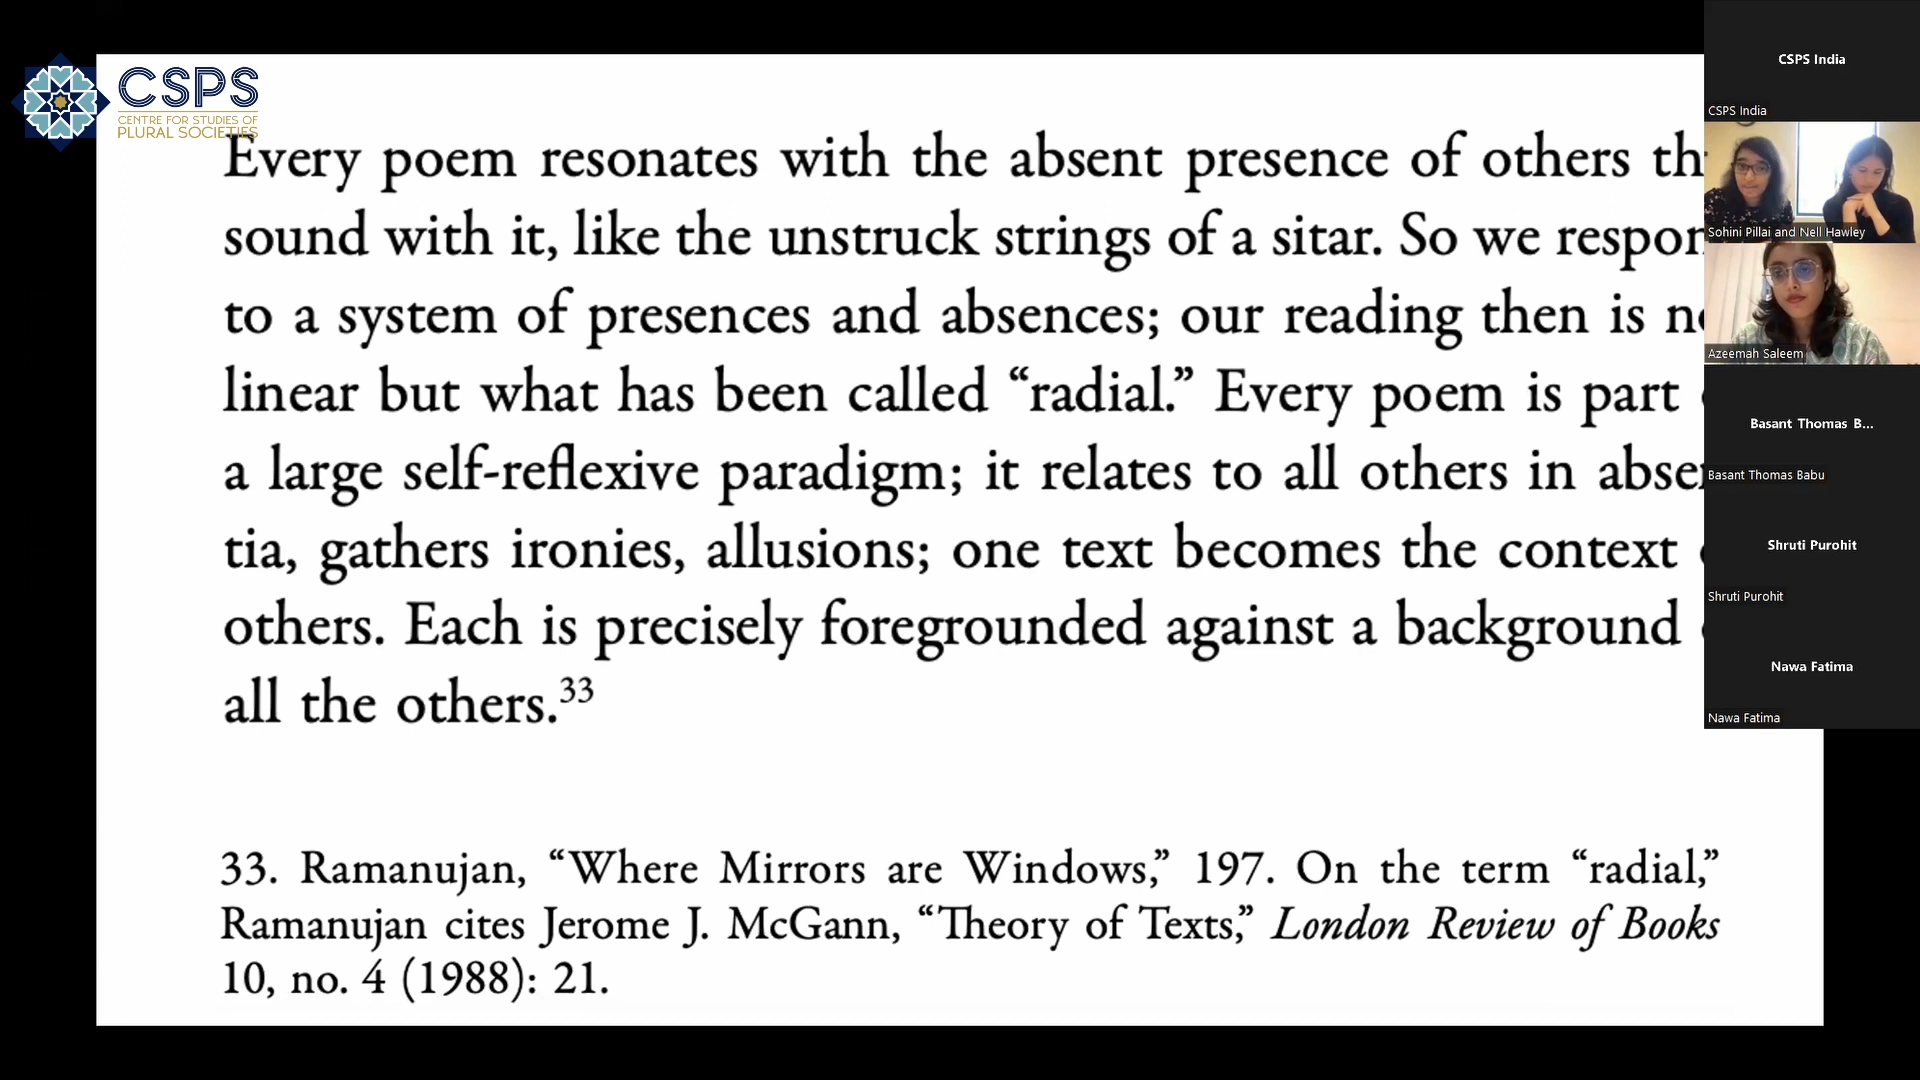 CSPS
CENTRE FOR STUDIES OF
PLURAL SOCIETIES
Every poem resonates with the absent presence of others th
sound with it, like the unstruck strings of a sitar. So we respon
to a system of presences and absences; our reading then is n
linear but what has been called “radial.” Every poem is part
a large self-reflexive paradigm; it relates to all others in absen
tia, gathers ironies, allusions; one text becomes the context
others. Each is precisely foregrounded against a background
all the others.33
33. Ramanujan, “Where Mirrors are Windows,” 197. On the term “radial,”
Ramanujan cites Jerome J. McGann, “Theory of Texts,” London Review of Books
10, no. 4 (1988): 21.
CSPS India
CSPS India
Sohini Pillai and Nell Hawley
Azeemah Saleem
Basant Thomas B...
Basant Thomas Babu
Shruti Purohit
Shruti Purohit
Nawa Fatima
Nawa Fatima